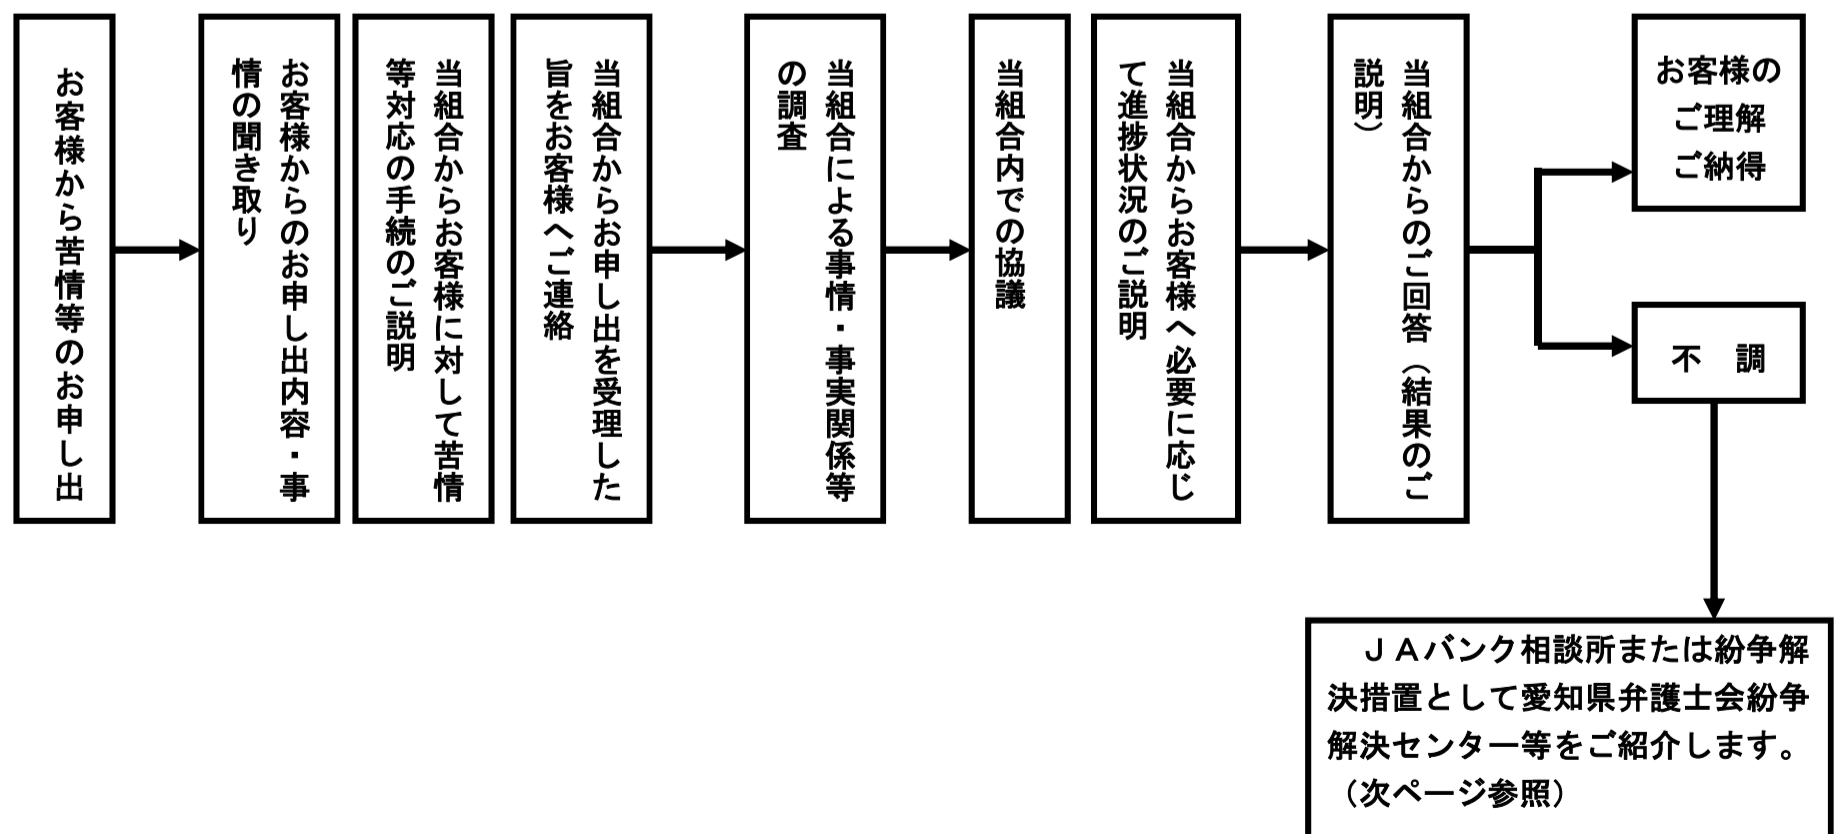 お客様から苦情等のお申し出
お客様からのお申し出内容・事
情の聞き取り
当組合からお客様に対して苦情
等対応の手続のご説明
当組合からお申し出を受理した
旨をお客様へご連絡
当組合による事情・事実関係等
の調査
当組合内での協議
当組合からお客様へ必要に応じ
て進捗状況のご説明
当組合からのご回答（結果のご
説明）
お客様の
ご理解
ご納得
不　調
ＪＡバンク相談所または紛争解
決措置として愛知県弁護士会紛争
解決センター等をご紹介します。
（次ページ参照）